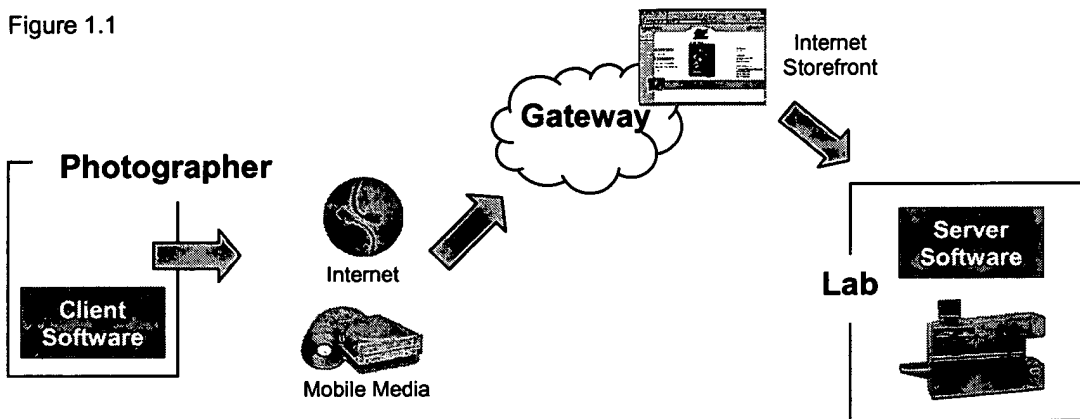 Figure 1.1
Photographer
Client
Software
Internet
Mobile Media
Gateway
Internet
Storefront
Lab
Server
Software